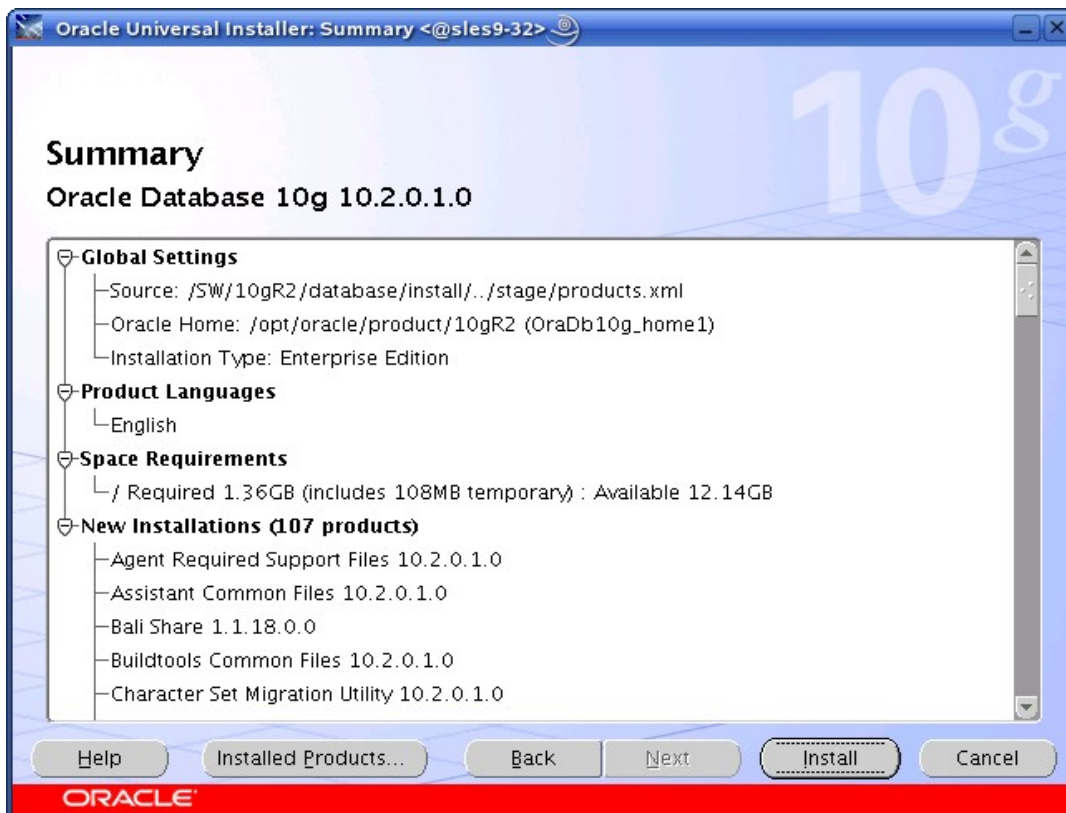 Oracle Universal Installer: Summary <@sles9-32>
10g
Summary
Oracle Database 10g 10.2.0.1.0
Global Settings
Source: /SW/10gR2/database/install/../stage/products.xml
Oracle Home: /opt/oracle/product/10gR2 (OraDb10g_home1)
Installation Type: Enterprise Edition
Product Languages
English
Space Requirements
/ Required 1.36GB (includes 108MB temporary) : Available 12.14GB
New Installations (107 products)
Agent Required Support Files 10.2.0.1.0
Assistant Common Files 10.2.0.1.0
Bali Share 1.1.18.0.0
Buildtools Common Files 10.2.0.1.0
Character Set Migration Utility 10.2.0.1.0
Help Installed Products... Back Next Install Cancel
ORACLE